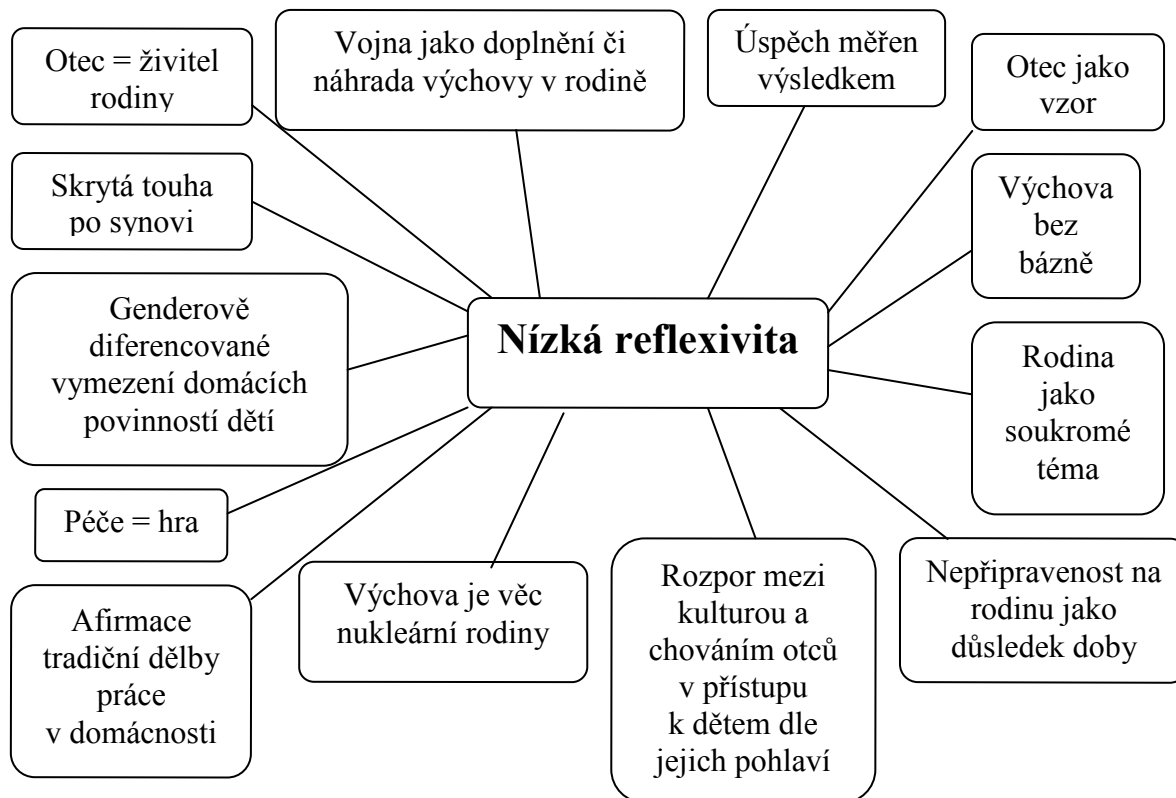 Otec = živitel
rodiny
Vojna jako doplnění či
náhrada výchovy v rodině
Úspěch měřen
výsledkem
Otec jako
vzor
Skrytá touha
po synovi
Výchova
bez
bázně
Genderově
diferencované
vymezení domácích
povinností dětí
Nízká reflexivita
Rodina
jako
soukromé
téma
Péče = hra
Afirmace
tradiční dělby
práce
v domácnosti
Výchova je věc
nukleární rodiny
Rozpor mezi
kulturou a
chováním otců
v přístupu
k dětem dle
jejich pohlaví
Nepřipravenost na
rodinu jako
důsledek doby